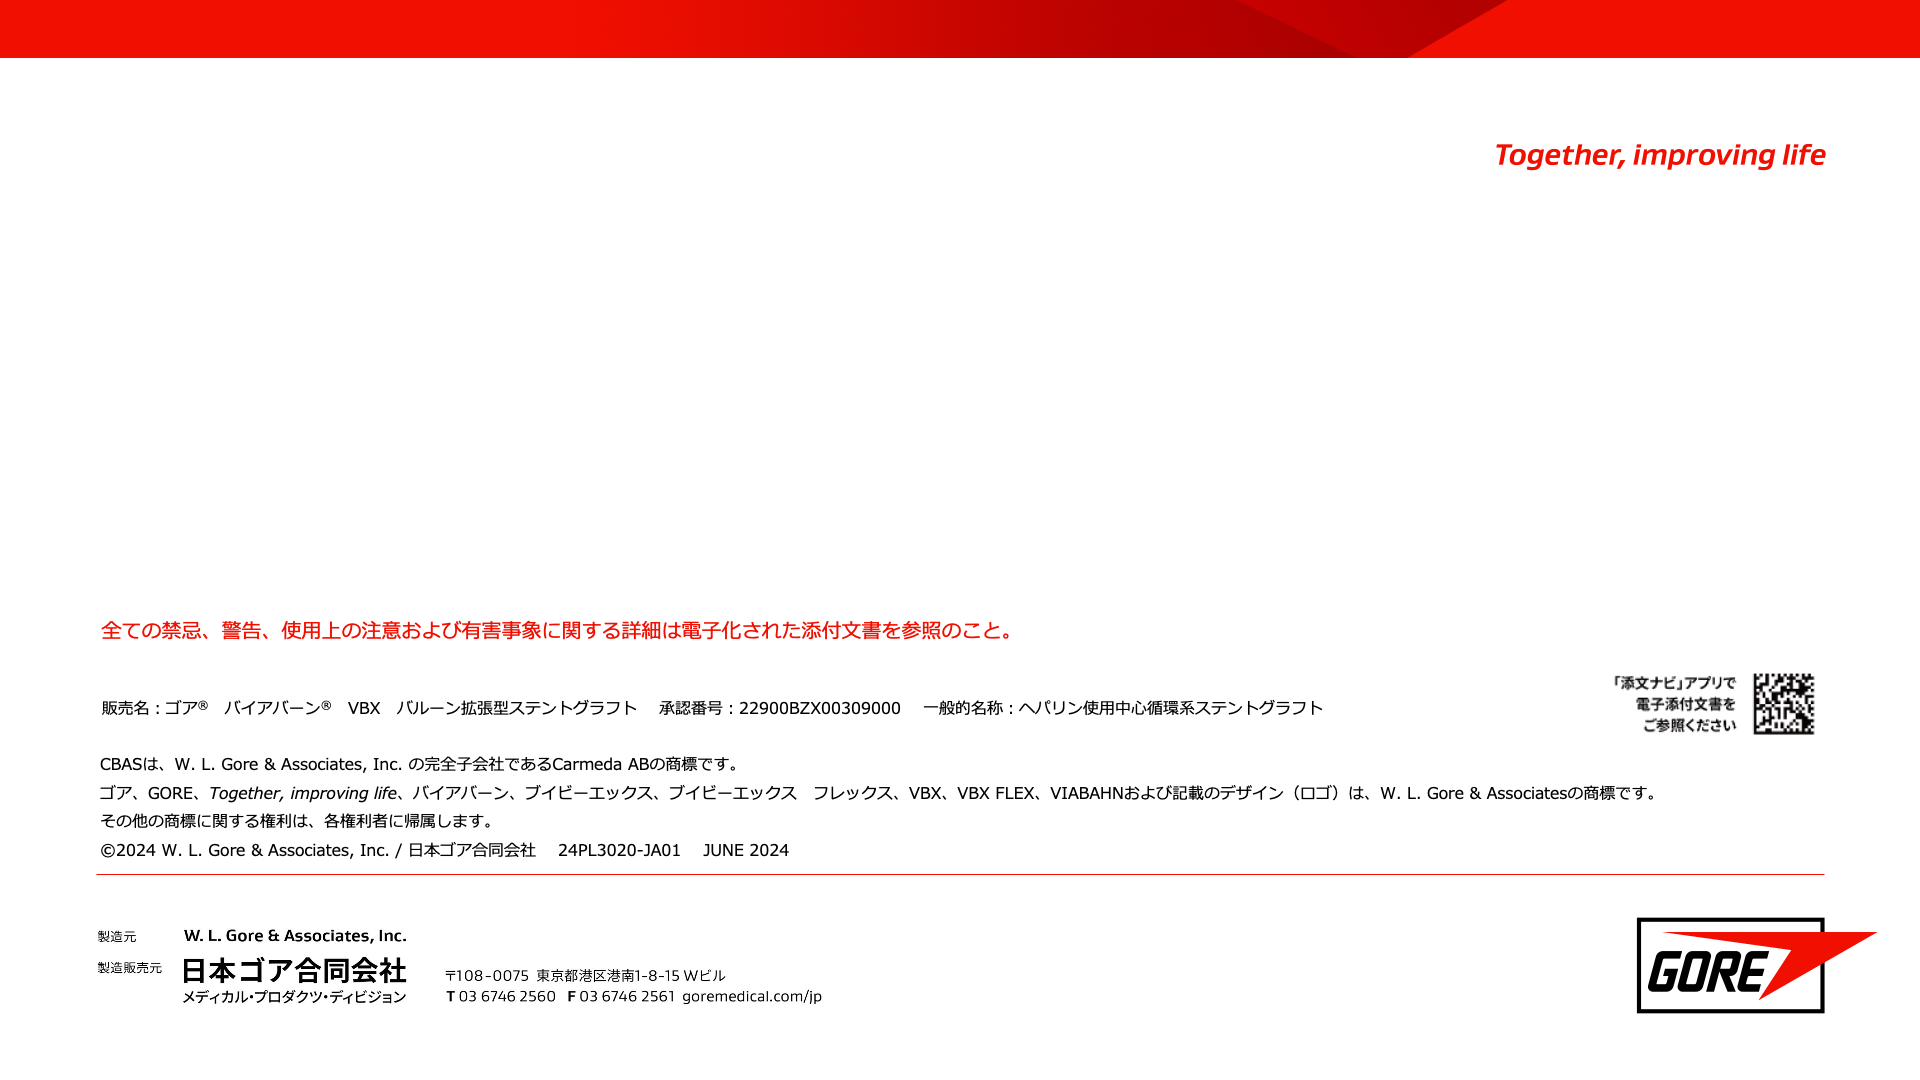 Together, improving life
全ての禁忌、警告、使用上の注意および有害事象に関する詳細は電子化された添付文書を参照のこと。
販売名 : ゴア®　バイアバーン®　VBX　バルーン拡張型ステントグラフト　承認番号 : 22900BZX00309000　一般的名称 : ヘパリン使用中心循環系ステントグラフト
「添文ナビ」アプリで
電子添付文書を
ご参照ください
CBASは、W. L. Gore & Associates, Inc. の完全子会社であるCarmeda ABの商標です。
ゴア、GORE、Together, improving life、バイアバーン、ブイビーエックス、ブイビーエックス　フレックス、VBX、VBX FLEX、VIABAHNおよび記載のデザイン（ロゴ）は、W. L. Gore & Associatesの商標です。
その他の商標に関する権利は、各権利者に帰属します。
©2024 W. L. Gore & Associates, Inc. / 日本ゴア合同会社　24PL3020-JA01　JUNE 2024
製造元　W. L. Gore & Associates, Inc.
製造販売元　日本ゴア合同会社
メディカル・プロダクツ・ディビジョン
〒108-0075 東京都港区港南1-8-15 Wビル
T 03 6746 2560 F 03 6746 2561 goremedical.com/jp
GORE